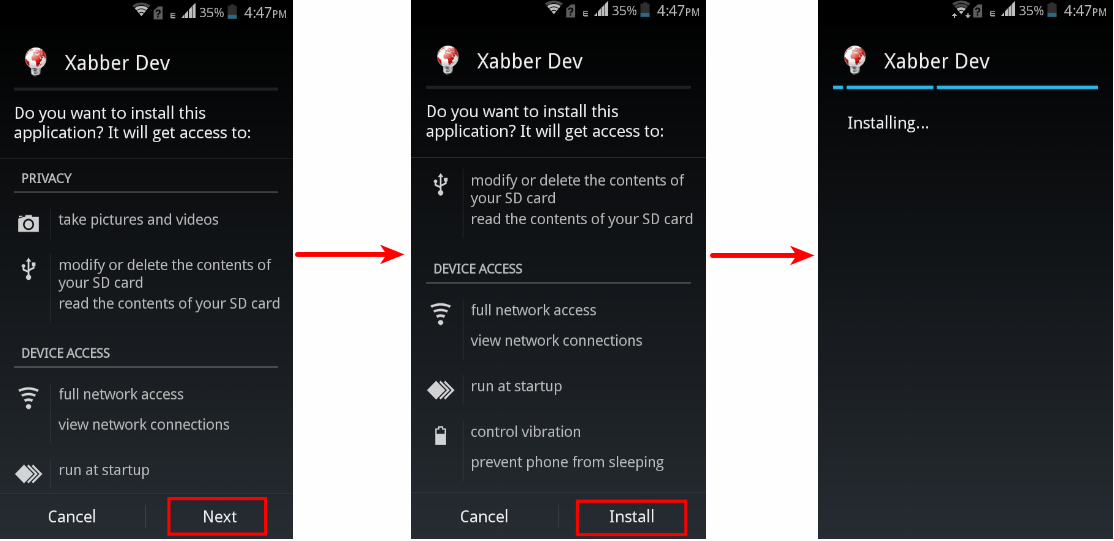 35% 4:47PM
Xabber Dev
Do you want to install this
application? It will get access to:
PRIVACY
take pictures and videos
modify or delete the contents of
your SD card
read the contents of your SD card
DEVICE ACCESS
full network access
view network connections
run at startup
Cancel Next
E 35% 4:47PM
Xabber Dev
Do you want to install this
application? It will get access to:
modify or delete the contents of
your SD card
read the contents of your SD card
DEVICE ACCESS
full network access
view network connections
run at startup
control vibration
prevent phone from sleeping
Cancel Install
E 35% 4:47PM
Xabber Dev
Installing...